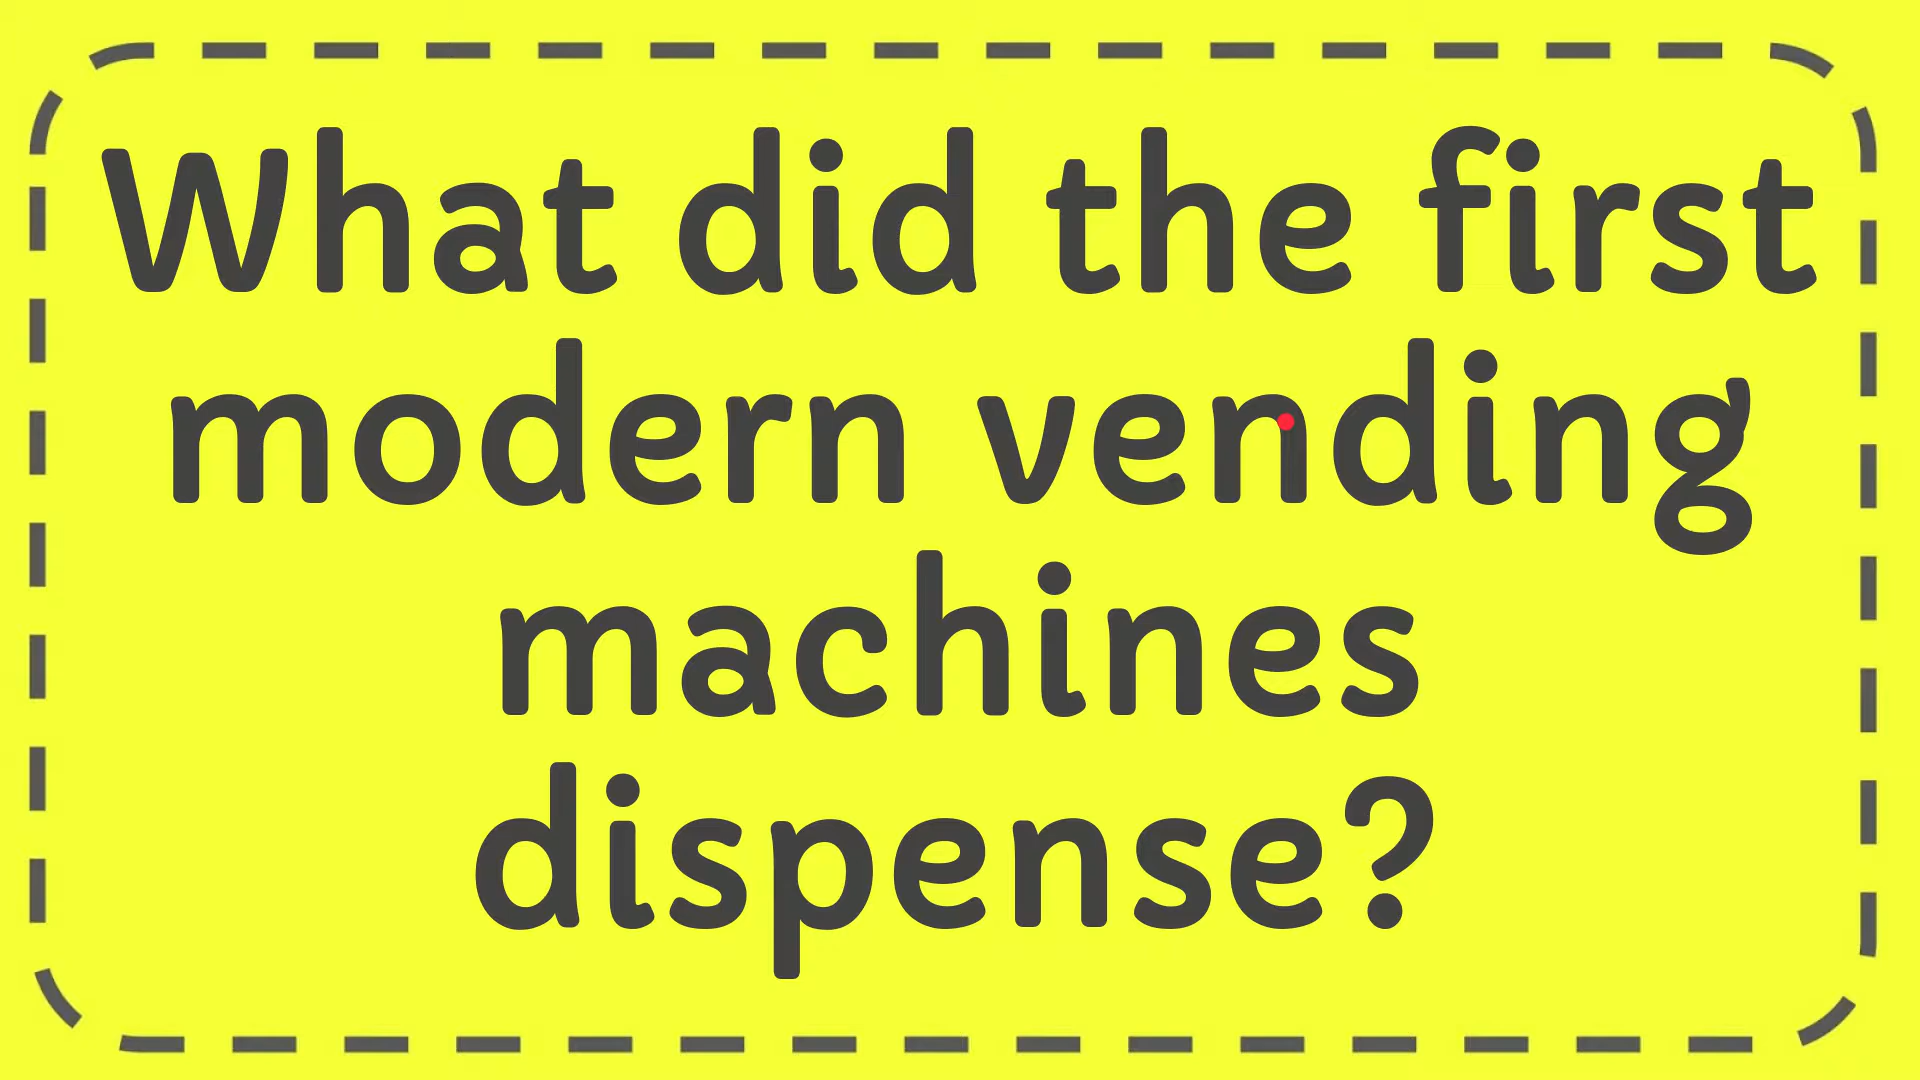 What did the first
modern vending
machines
dispense?